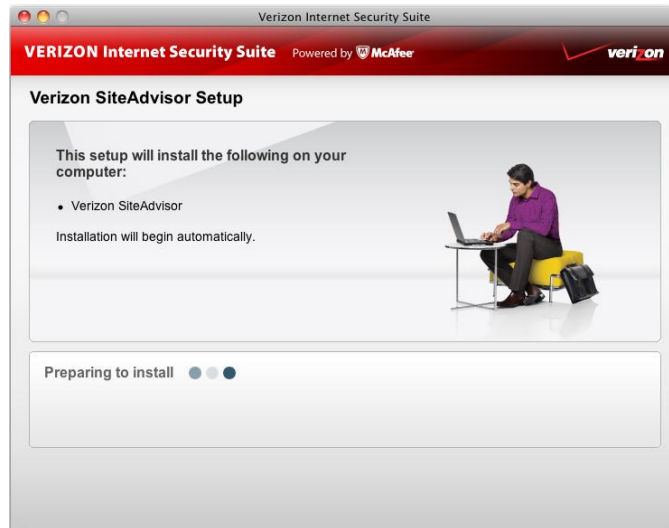 Verizon Internet Security Suite
VERIZON Internet Security Suite Powered by McAfee verizon
Verizon SiteAdvisor Setup
This setup will install the following on your
computer:
• Verizon SiteAdvisor
Installation will begin automatically.
Preparing to install